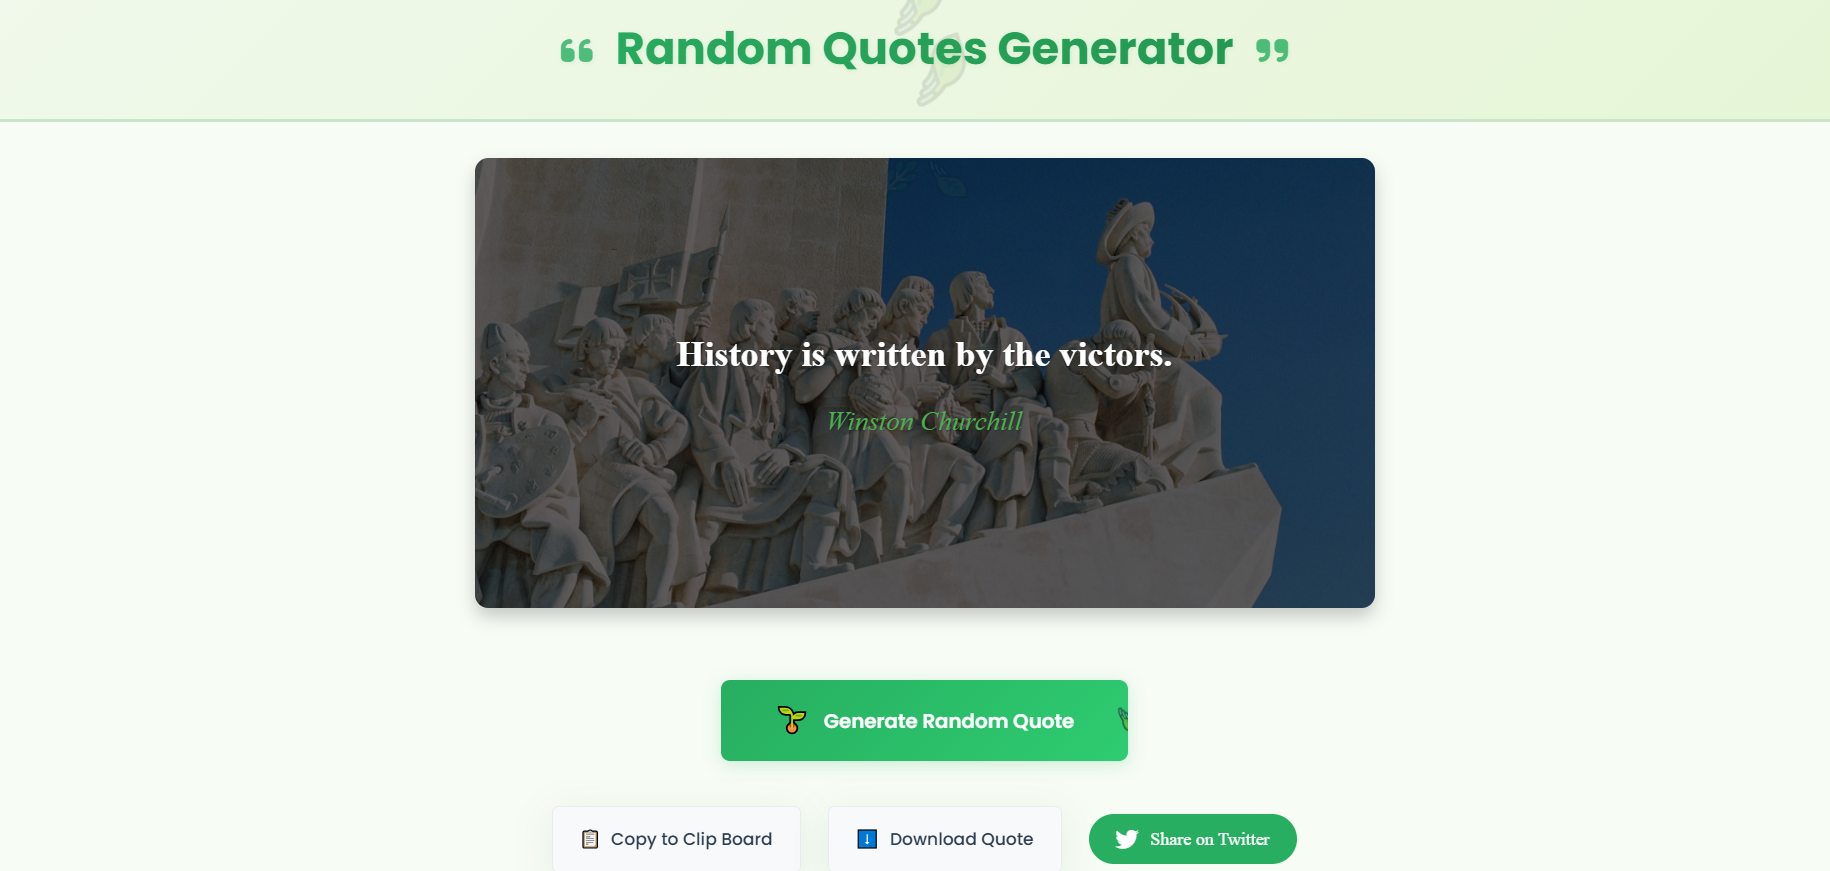 Random Quotes Generator
History is written by the victors.
Winston Churchill
Generate Random Quote
Copy to Clip Board
Download Quote
Share on Twitter